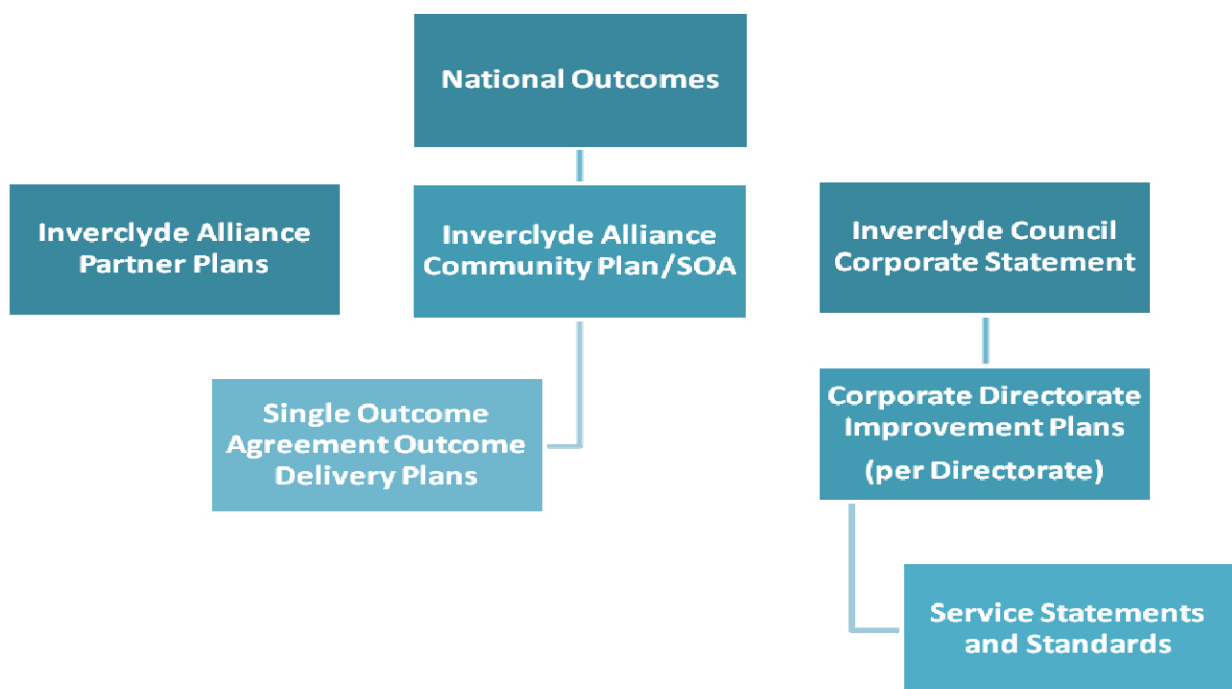 National Outcomes
Inverclyde Alliance
Partner Plans
Inverclyde Alliance
Community Plan/SOA
Inverclyde Council
Corporate Statement
Single Outcome
Agreement Outcome
Delivery Plans
Corporate Directorate
Improvement Plans
(per Directorate)
Service Statements
and Standards